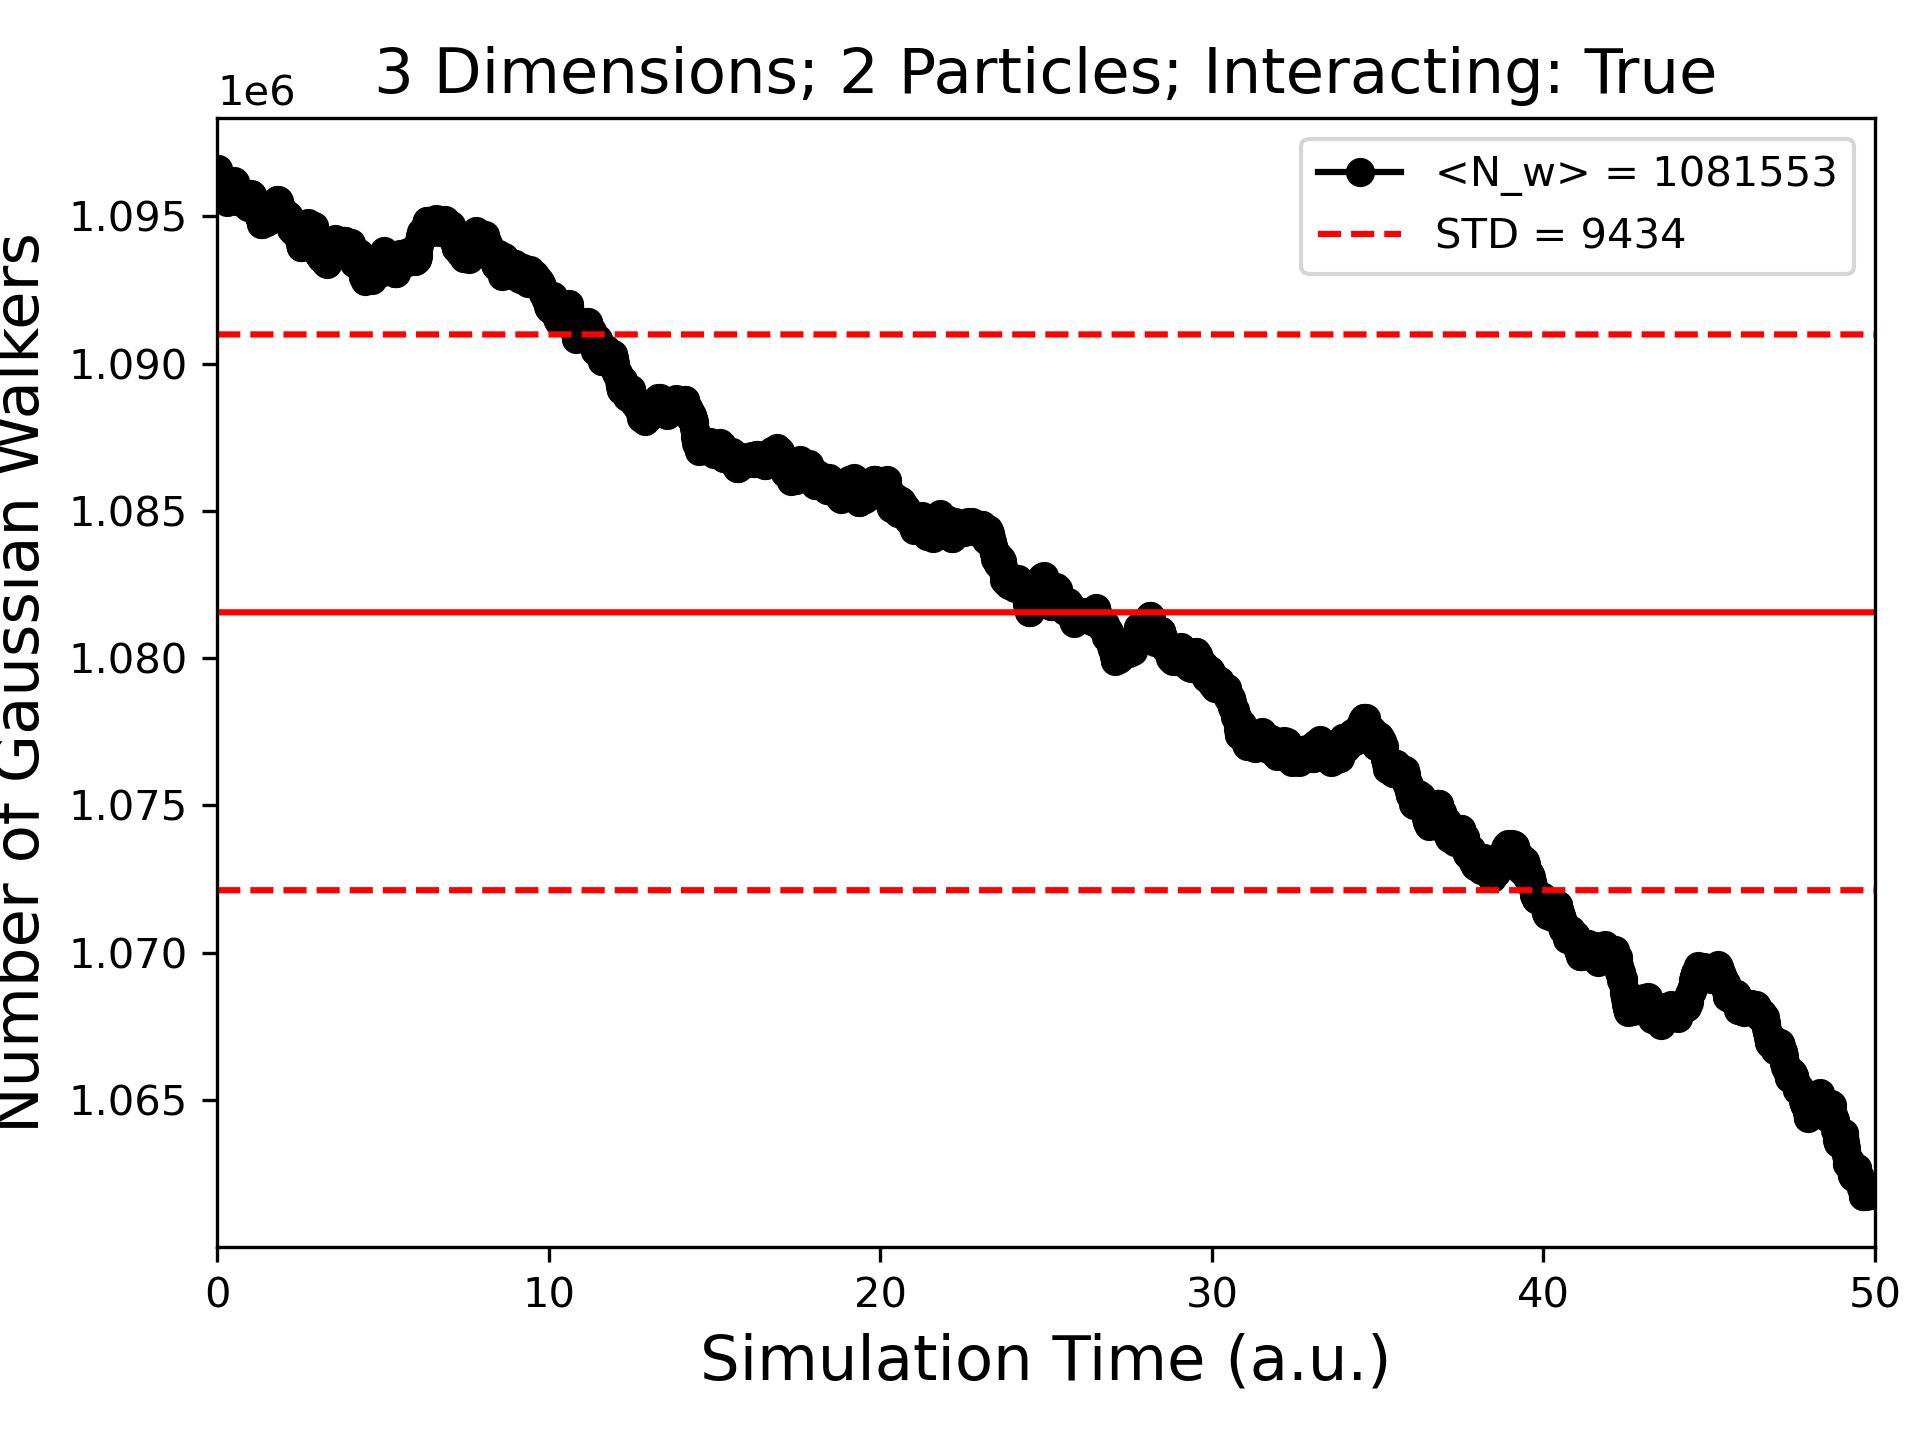 3 Dimensions; 2 Particles; Interacting: True
1e6
<N_w> = 1081553
STD = 9434
Number of Gaussian Walkers
1.095
1.090
1.085
1.080
1.075
1.070
1.065
0 10 20 30 40 50
Simulation Time (a.u.)